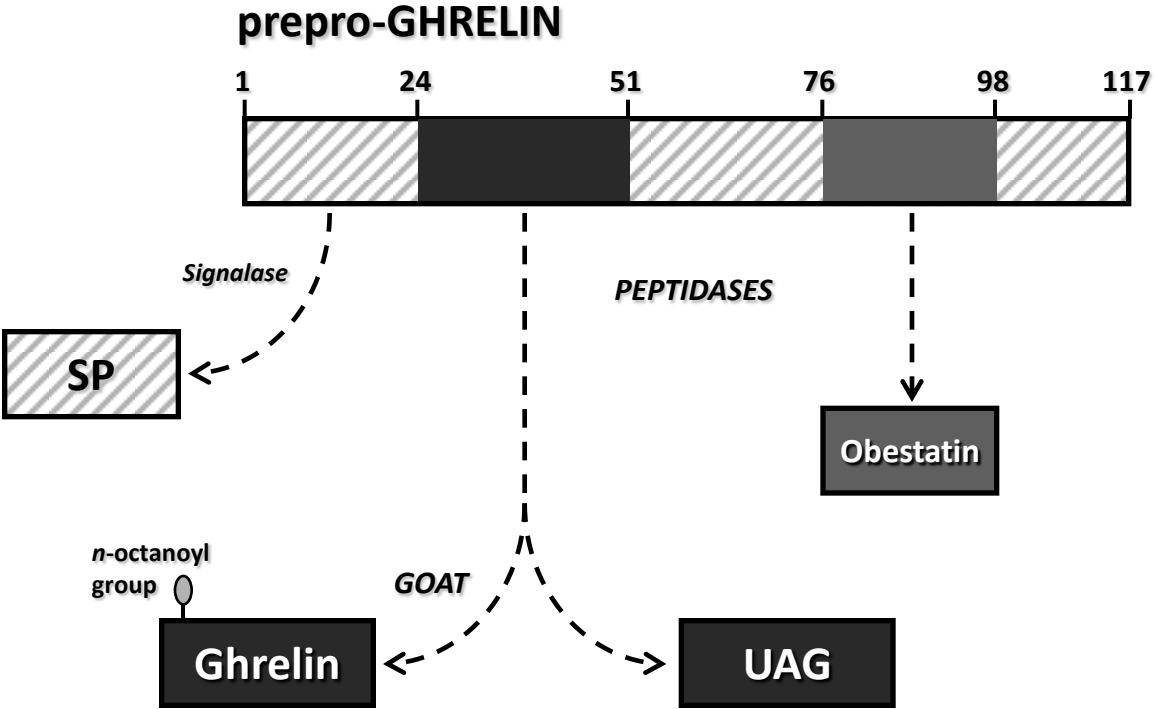 prepro-GHRELIN
1 24 51 76 98 117
Signalase
PEPTIDASES
SP
Obestatin
n-octanoyl
group
GOAT
Ghrelin
UAG